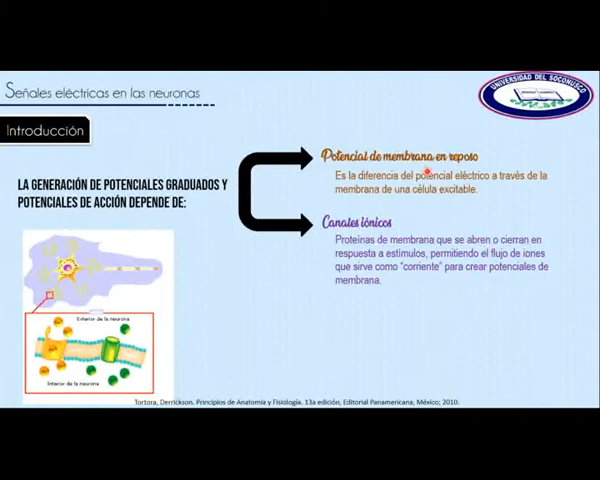 Señales eléctricas en las neuronas
UNIVERSIDAD DEL SOCONUSCO
Introducción
Potencial de membrana en reposo
Es la diferencia del potencial eléctrico a través de la
membrana de una célula excitable.
LA GENERACIÓN DE POTENCIALES GRADUADOS Y
POTENCIALES DE ACCIÓN DEPENDE DE:
Canales iónicos
Proteínas de membrana que se abren o cierran en
respuesta a estímulos, permitiendo el flujo de iones
que sirve como “corriente” para crear potenciales de
membrana.
Exterior de la neurona
Interior de la neurona
Tortora, Derrickson. Principios de Anatomía y Fisiología. 13a edición, Editorial Panamericana, México; 2010.